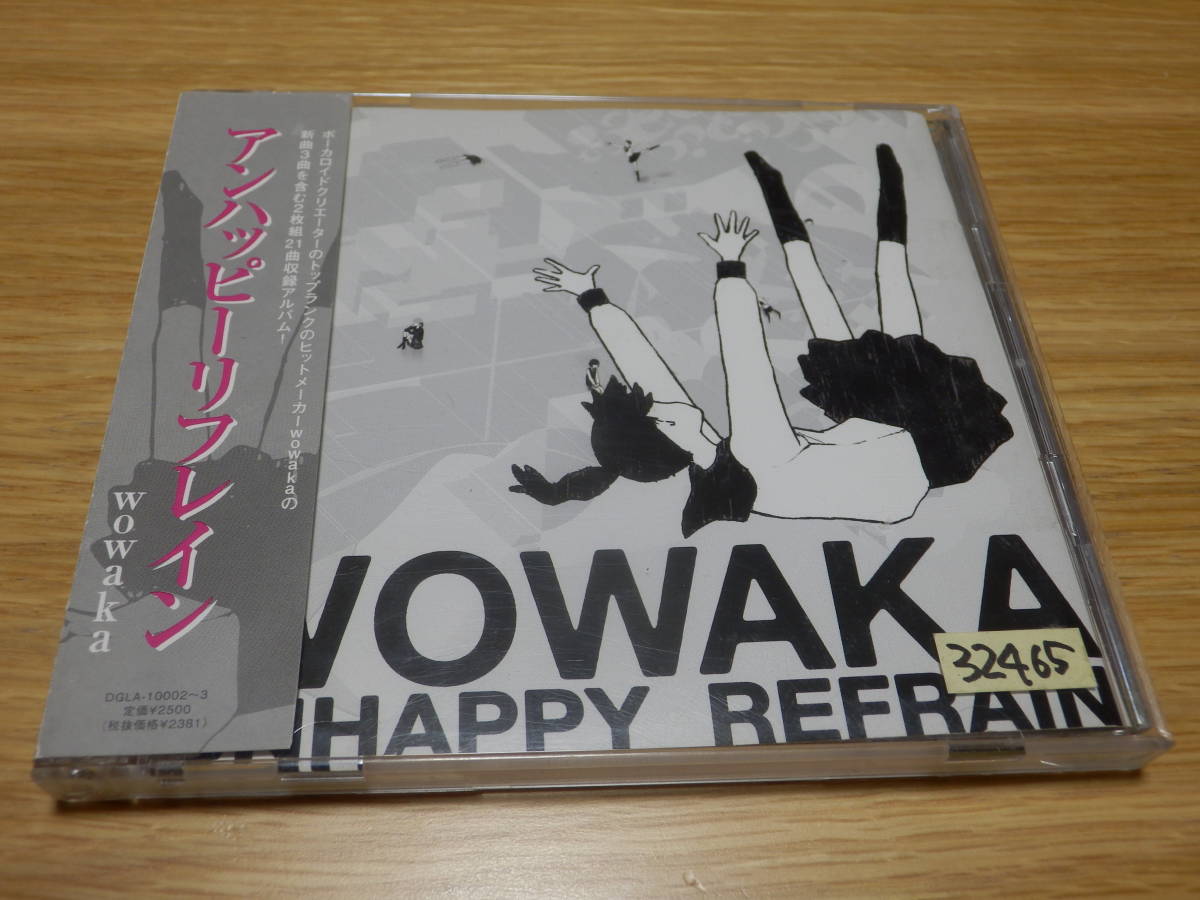 アンハッピーリフレイン
wowaka
ボーカロイドクリエーターのトップランクのヒットメーカーwowakaの
新曲3曲を含む2枚組21曲収録アルバム!
DGLA-10002~3
定価¥2500
(税抜価格¥2381)
WOWAKA
32465
NHAPPY REFRAIN